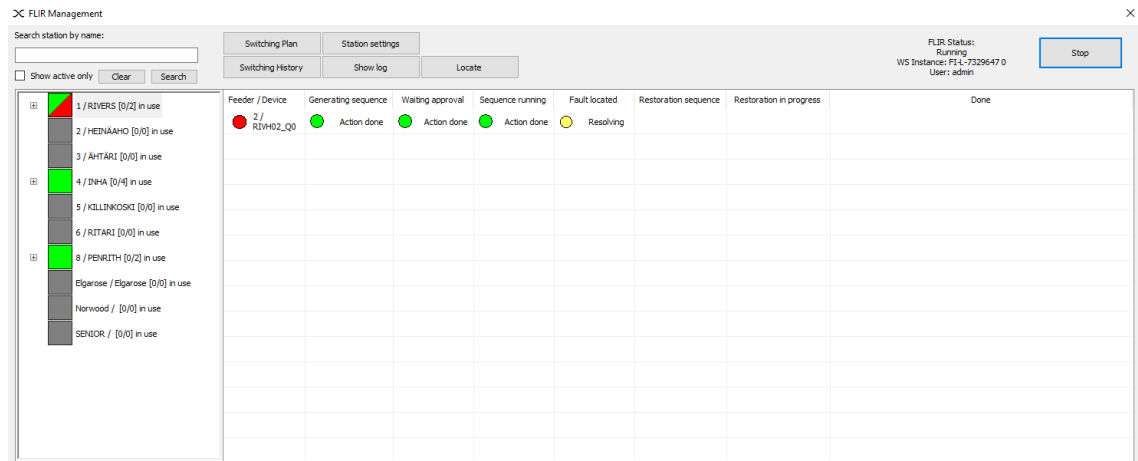 FLIR Management
Search station by name:
Show active only
Clear
Search
Switching Plan
Station settings
Switching History
Show log
Locate
FLIR Status:
Running
WS Instance: FI-L-7329647 0
User: admin
Stop
1 / RIVERS [0/2] in use
2 / HEINÄAHO [0/0] in use
3 / ÄHTÄRI [0/0] in use
4 / INHA [0/4] in use
5 / KILLINKOSKI [0/0] in use
6 / RITARI [0/0] in use
8 / PENRITH [0/2] in use
Elgarose / Elgarose [0/0] in use
Norwood / [0/0] in use
SENIOR / [0/0] in use
Feeder / Device
Generating sequence
Waiting approval
Sequence running
Fault located
Restoration sequence
Restoration in progress
Done
2 /
RIVH02_Q0
Action done
Action done
Action done
Resolving